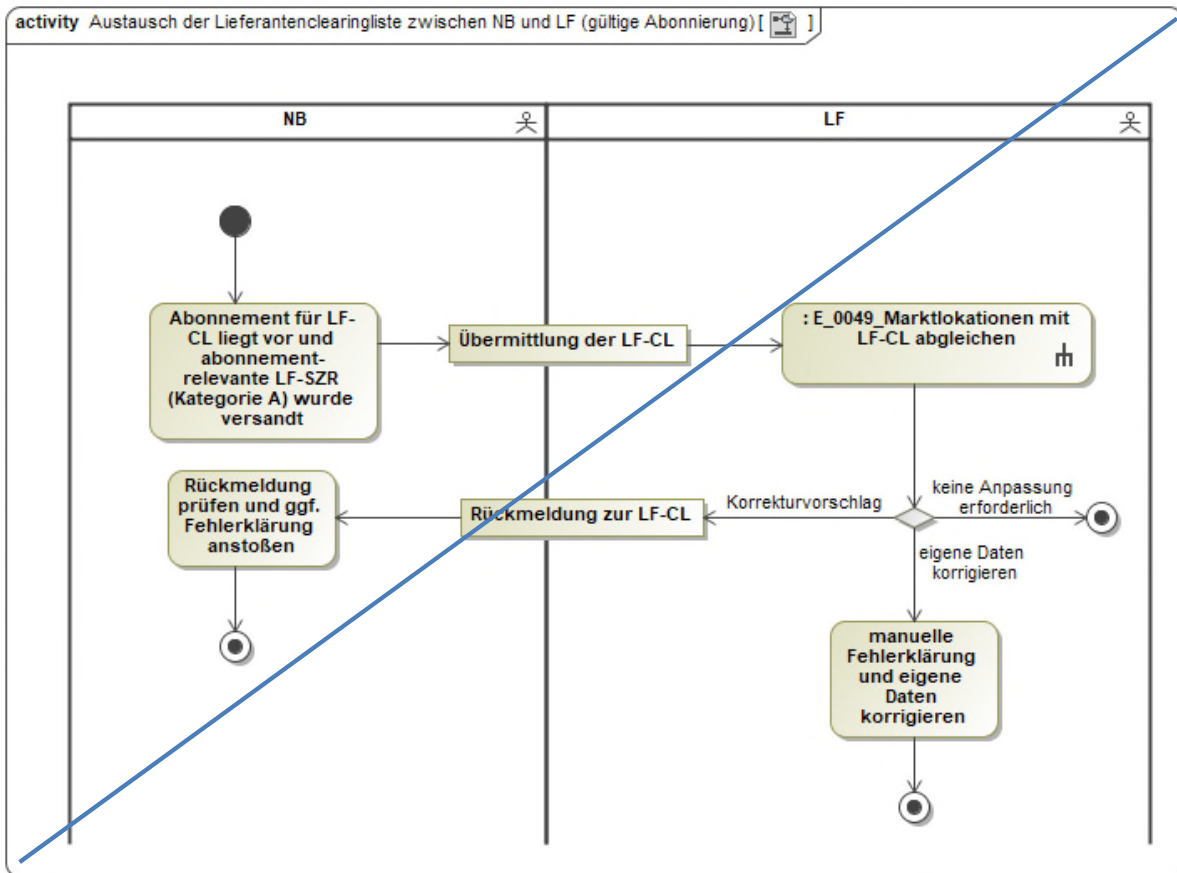 activity Austausch der Lieferantenclearingliste zwischen NB und LF (gültige Abonnierung) [ ]
NB
LF
Abonnement für LF-
CL liegt vor und
abonnement-
relevante LF-SZR
(Kategorie A) wurde
versandt
Übermittlung der LF-CL
: E_0049_Marktlokationen mit
LF-CL abgleichen
Rückmeldung
prüfen und ggf.
Fehlerklärung
anstoßen
Rückmeldung zur LF-CL
Korrekturvorschlag
keine Anpassung
erforderlich
eigene Daten
korrigieren
manuelle
Fehlerklärung
und eigene
Daten
korrigieren